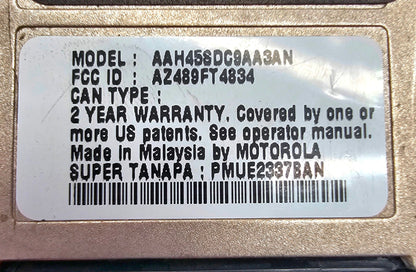 MODEL : AAH45SDC9AA3AN
FCC ID : AZ489FT4834
CAN TYPE :
2 YEAR WARRANTY. Covered by one or
more US patents. See operator manual.
Made in Malaysia by MOTOROLA
SUPER TANAPA : PMUE2337BAN